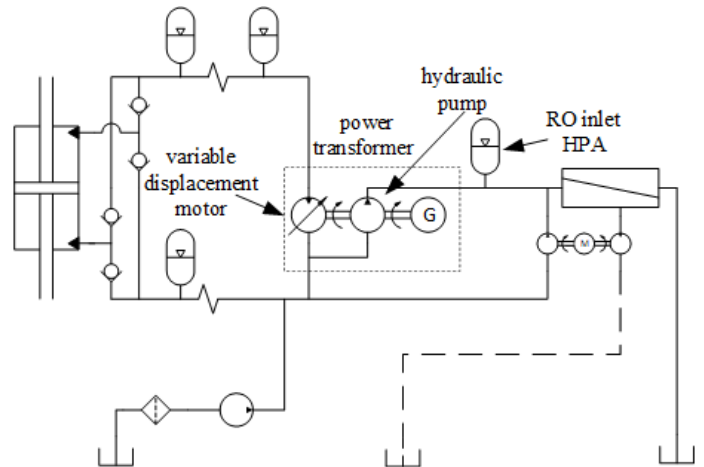 hydraulic
pump
power
transformer
RO inlet
HPA
variable
displacement
motor
G
M